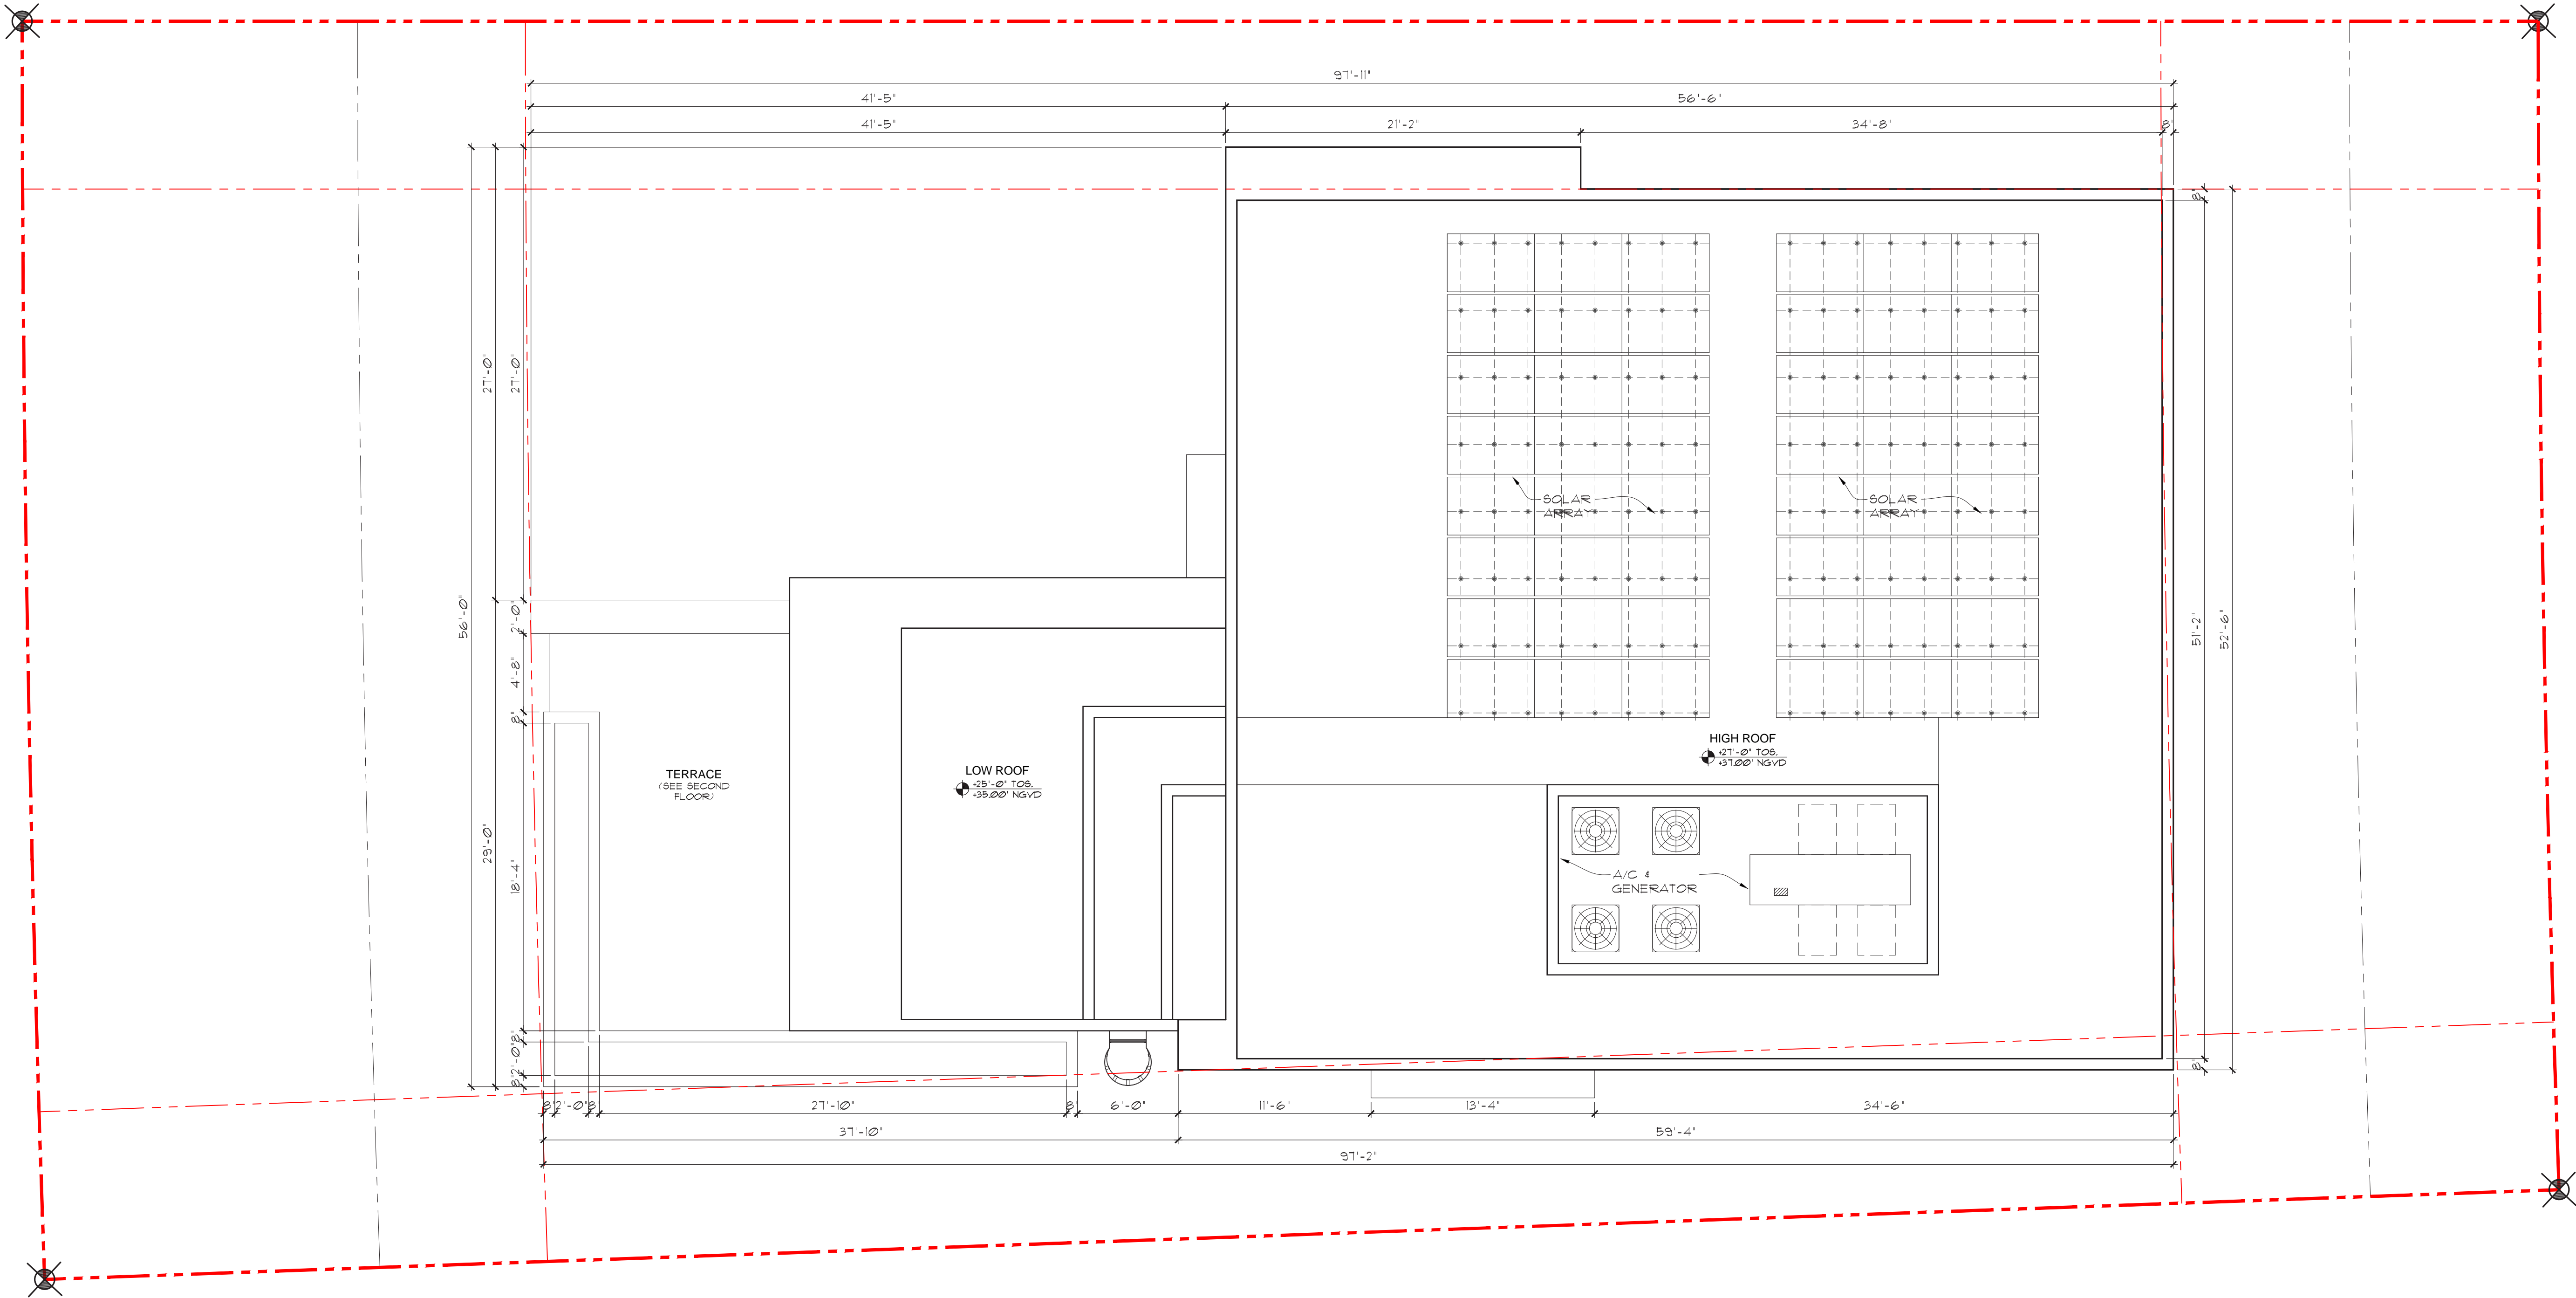 97'-11"
41'-5"
56'-6"
41'-5"
21'-2"
34'-8"
8"
8"
27'-0"
27'-0"
SOLAR
ARRAY
SOLAR
ARRAY
56'-0"
2'-0"
51'-2"
52'-6"
4'-8"
8"
HIGH ROOF
+27'-0" TOS.
+37.00' NGVD
TERRACE
(SEE SECOND
FLOOR)
LOW ROOF
+25'-0" TOS.
+35.00' NGVD
29'-0"
18'-4"
A/C &
GENERATOR
8"
2'-0"
8"
8"
8"
2'-0"
8"
27'-10"
8"
6'-0"
11'-6"
13'-4"
34'-6"
37'-10"
59'-4"
97'-2"